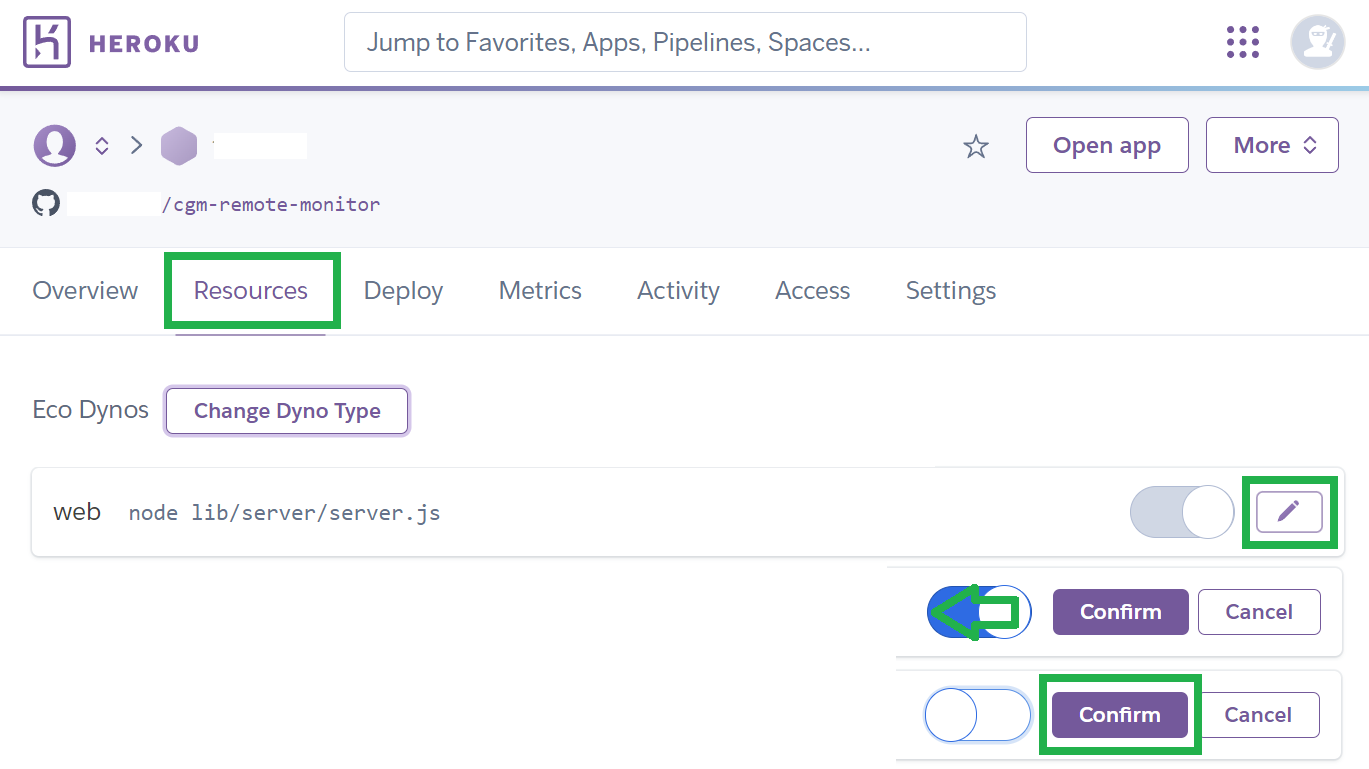 HEROKU
Jump to Favorites, Apps, Pipelines, Spaces...
Open app
More
/cgm-remote-monitor
Overview Resources Deploy Metrics Activity Access Settings
Eco Dynos Change Dyno Type
web node lib/server/server.js
Confirm Cancel
Confirm Cancel